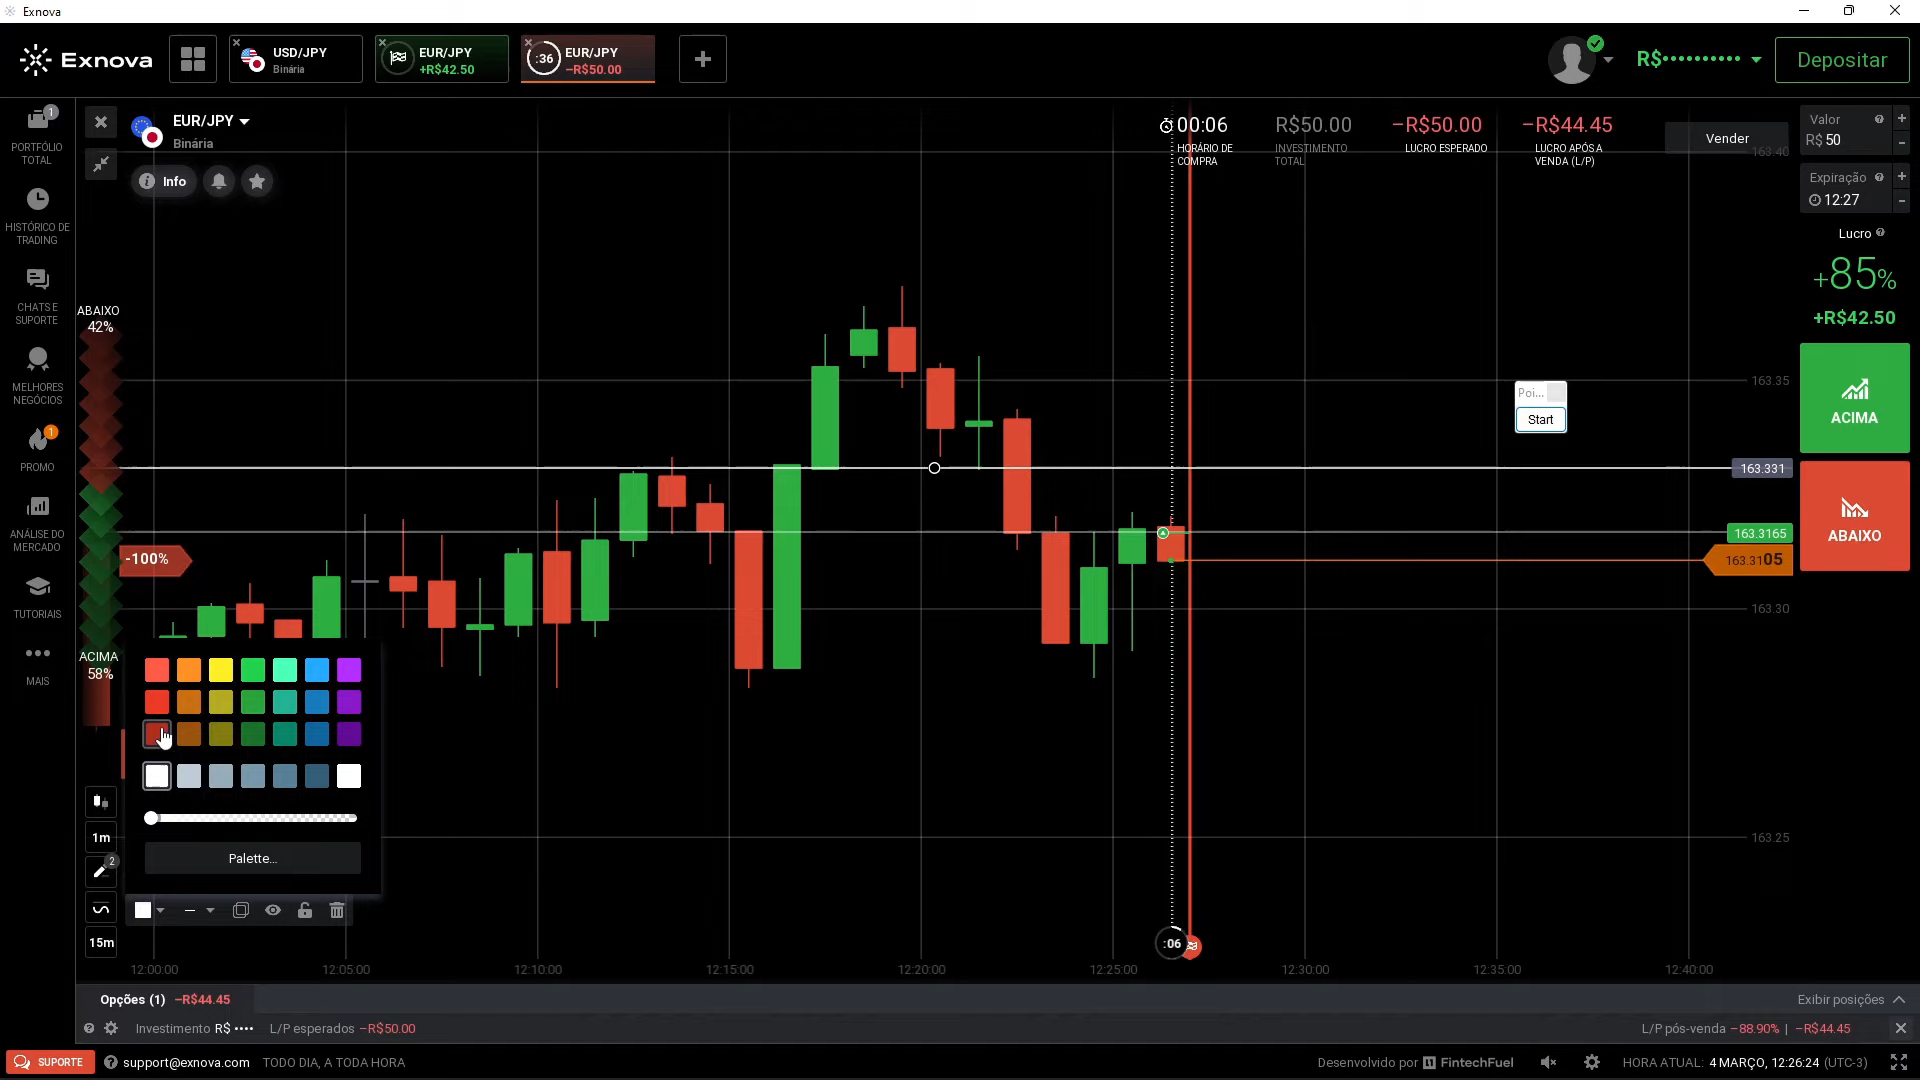 Exnova
Exnova
USD/JPY
Binária
EUR/JPY
+R$42.50
:36
EUR/JPY
−R$50.00
R$••••••••••
Depositar
1
PORTFÓLIO
TOTAL
HISTÓRICO DE
TRADING
CHATS E
SUPORTE
MELHORES
NEGÓCIOS
1
PROMO
ANÁLISE DO
MERCADO
TUTORIAIS
MAIS
EUR/JPY
Binária
Info
00:06
HORÁRIO DE
COMPRA
R$50.00
INVESTIMENTO
TOTAL
−R$50.00
LUCRO ESPERADO
−R$44.45
LUCRO APÓS A
VENDA (L/P)
Vender
Valor
R$ 50
Expiração
12:27
Lucro
+85%
+R$42.50
ACIMA
ABAIXO
ABAIXO
42%
-100%
ACIMA
58%
163.40
163.35
163.331
163.3165
163.3105
163.30
163.25
Poi...
Start
Palette...
1m
2
15m
:06
12:00:00
12:05:00
12:10:00
12:15:00
12:20:00
12:25:00
12:30:00
12:35:00
12:40:00
Opções (1) −R$44.45
Exibir posições
Investimento R$ •••• L/P esperados −R$50.00
L/P pós-venda −88.90% | −R$44.45
SUPORTE
support@exnova.com TODO DIA, A TODA HORA
Desenvolvido por FintechFuel
HORA ATUAL: 4 MARÇO, 12:26:24 (UTC-3)